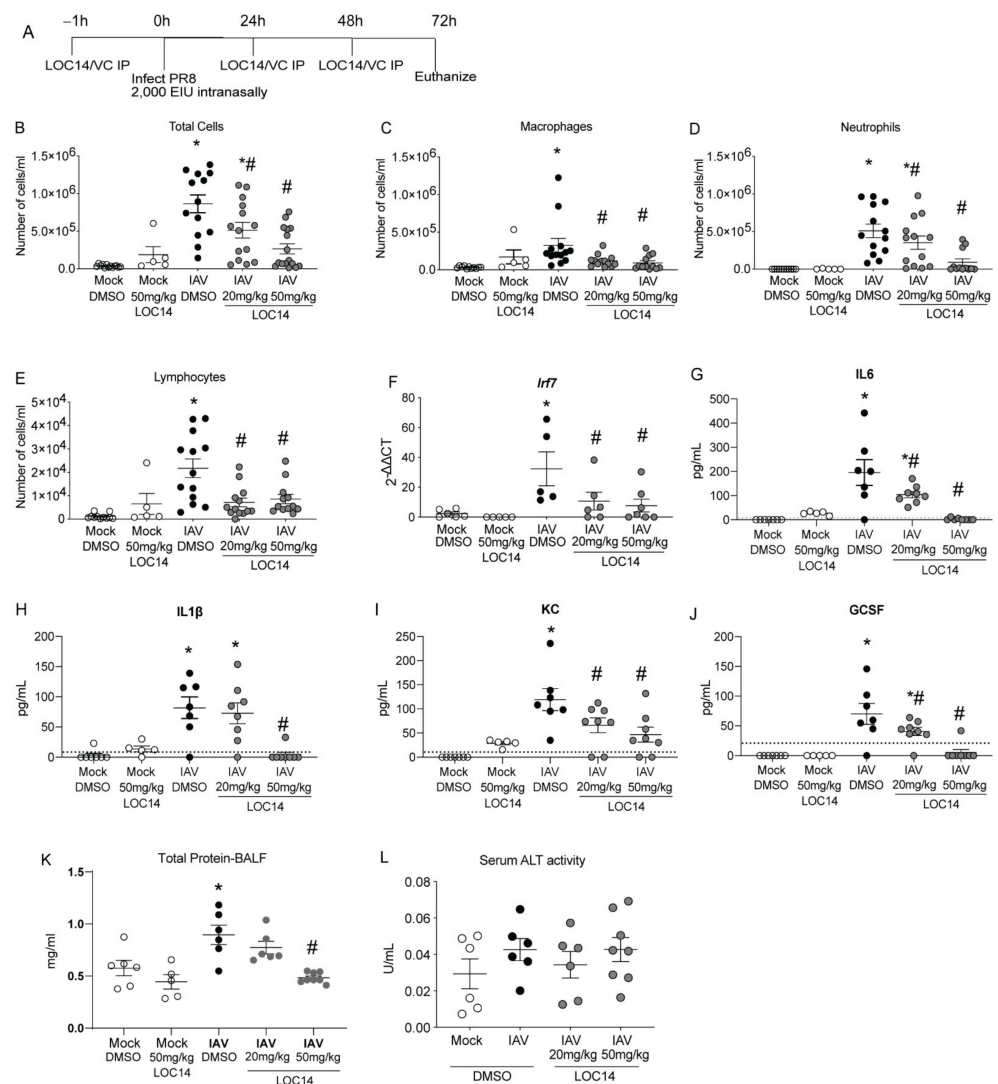 A
−1h 0h 24h 48h 72h
LOC14/VC IP LOC14/VC IP LOC14/VC IP
Infect PR8
2,000 EIU intranasally
Euthanize
B
Total Cells
Number of cells/ml
1.5×10⁶
1.0×10⁶
5.0×10⁵
0.0
* *# #
Mock DMSO
Mock 50mg/kg LOC14
IAV DMSO
IAV 20mg/kg
IAV 50mg/kg
LOC14
C
Macrophages
Number of cells/ml
1.5×10⁶
1.0×10⁶
5.0×10⁵
0.0
* # #
Mock DMSO
Mock 50mg/kg LOC14
IAV DMSO
IAV 20mg/kg
IAV 50mg/kg
LOC14
D
Neutrophils
Number of cells/ml
1.5×10⁶
1.0×10⁶
5.0×10⁵
0.0
* *# #
Mock DMSO
Mock 50mg/kg LOC14
IAV DMSO
IAV 20mg/kg
IAV 50mg/kg
LOC14
E
Lymphocytes
Number of cells/ml
5×10⁴
4×10⁴
3×10⁴
2×10⁴
1×10⁴
0
* # #
Mock DMSO
Mock 50mg/kg LOC14
IAV DMSO
IAV 20mg/kg
IAV 50mg/kg
LOC14
F
Irf7
2^-ΔΔCT
80
60
40
20
0
* # #
Mock DMSO
Mock 50mg/kg LOC14
IAV DMSO
IAV 20mg/kg
IAV 50mg/kg
LOC14
G
IL6
pg/mL
500
400
300
200
100
0
* *# #
Mock DMSO
Mock 50mg/kg LOC14
IAV DMSO
IAV 20mg/kg
IAV 50mg/kg
LOC14
H
IL1β
pg/mL
200
150
100
50
0
* * #
Mock DMSO
Mock 50mg/kg LOC14
IAV DMSO
IAV 20mg/kg
IAV 50mg/kg
LOC14
I
KC
pg/mL
250
200
150
100
50
0
* # #
Mock DMSO
Mock 50mg/kg LOC14
IAV DMSO
IAV 20mg/kg
IAV 50mg/kg
LOC14
J
GCSF
pg/mL
200
150
100
50
0
* *# #
Mock DMSO
Mock 50mg/kg LOC14
IAV DMSO
IAV 20mg/kg
IAV 50mg/kg
LOC14
K
Total Protein-BALF
mg/ml
1.5
1.0
0.5
0.0
* #
Mock DMSO
Mock 50mg/kg LOC14
IAV DMSO
IAV 20mg/kg
IAV 50mg/kg
LOC14
L
Serum ALT activity
U/mL
0.08
0.06
0.04
0.02
0.00
Mock IAV IAV 20mg/kg IAV 50mg/kg
DMSO LOC14